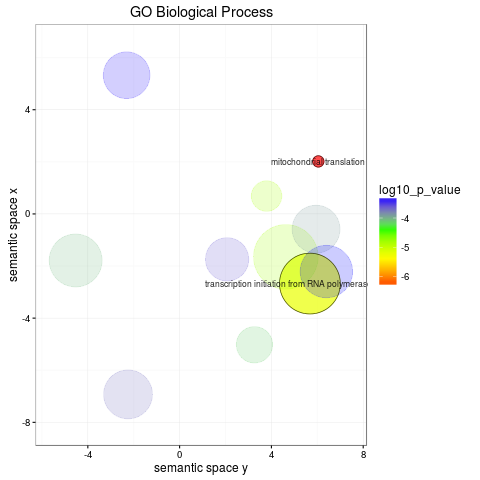 GO Biological Process
semantic space x
4
0
-4
-8
mitochondrial translation
transcription initiation from RNA polymeras
-4
0
4
8
semantic space y
log10_p_value
-4
-5
-6